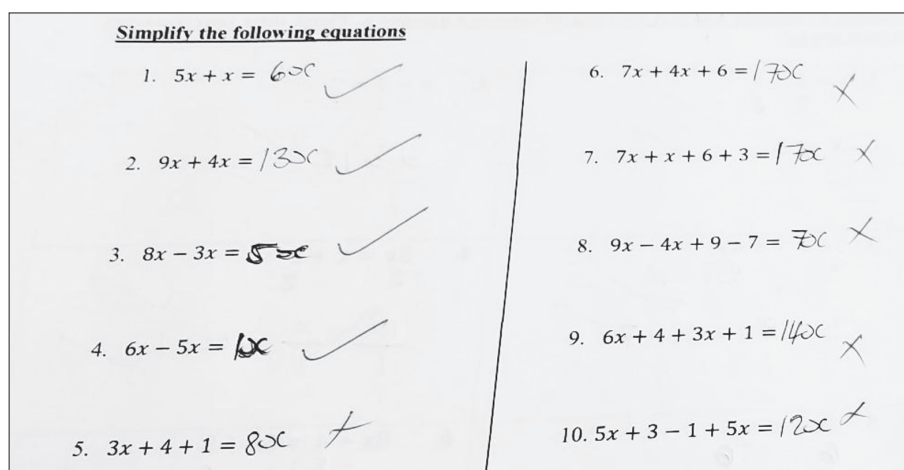 Simplify the following equations
1. 5x + x = 6x
2. 9x + 4x = 13x
3. 8x − 3x = 5x
4. 6x − 5x = 1x
5. 3x + 4 + 1 = 8x
6. 7x + 4x + 6 = 17x
7. 7x + x + 6 + 3 = 17x
8. 9x − 4x + 9 − 7 = 7x
9. 6x + 4 + 3x + 1 = 14x
10. 5x + 3 − 1 + 5x = 12x